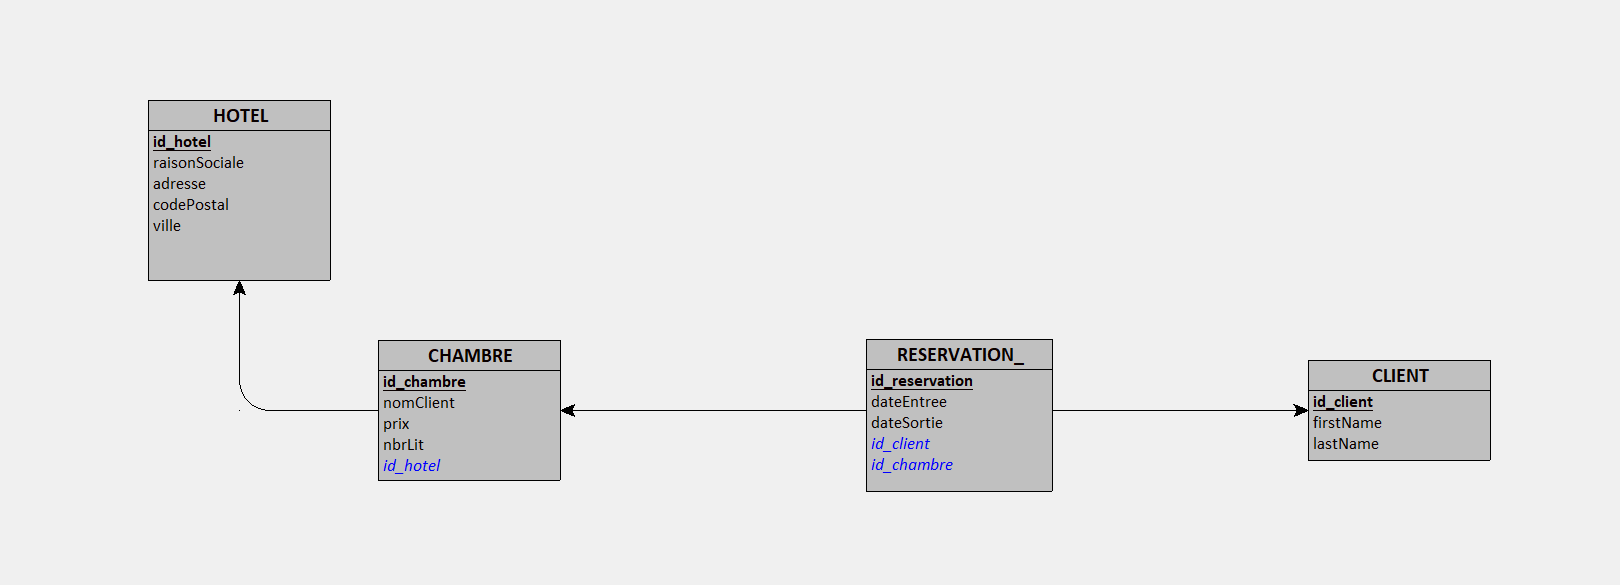 HOTEL
id_hotel
raisonSociale
adresse
codePostal
ville
CHAMBRE
id_chambre
nomClient
prix
nbrLit
id_hotel
RESERVATION_
id_reservation
dateEntree
dateSortie
id_client
id_chambre
CLIENT
id_client
firstName
lastName